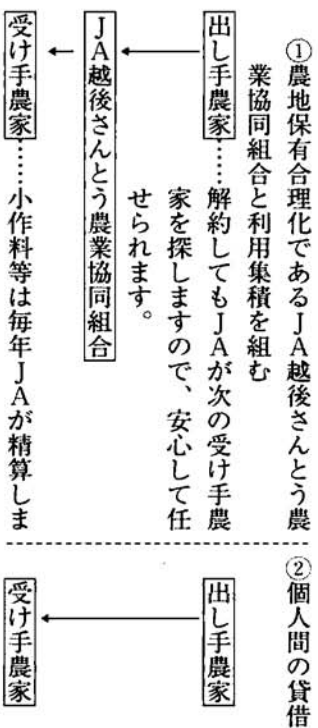 ①農地保有合理化であるJA越後さんとう農
業協同組合と利用集積を組む
出し手農家……解約してもJAが次の受け手農
家を探しますので、安心して任
せられます。
JA越後さんとう農業協同組合
受け手農家……小作料等は毎年JAが精算しま
②個人間の貸借
出し手農家
受け手農家